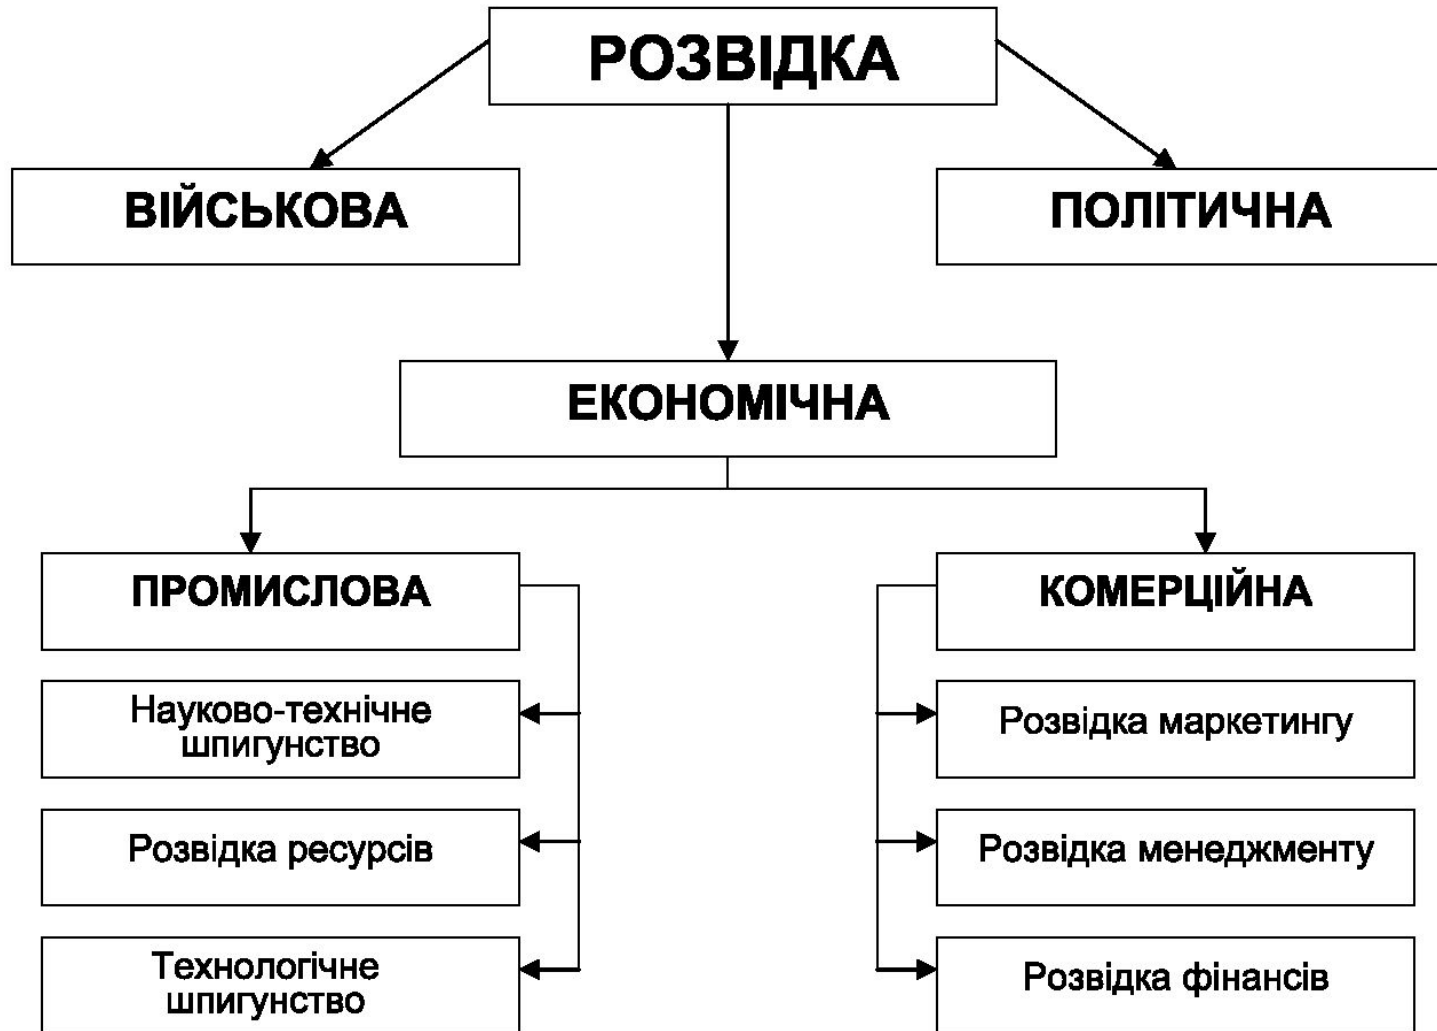 РОЗВІДКА
ВІЙСЬКОВА
ПОЛІТИЧНА
ЕКОНОМІЧНА
ПРОМИСЛОВА
Науково-технічне
шпигунство
Розвідка ресурсів
Технологічне
шпигунство
КОМЕРЦІЙНА
Розвідка маркетингу
Розвідка менеджменту
Розвідка фінансів